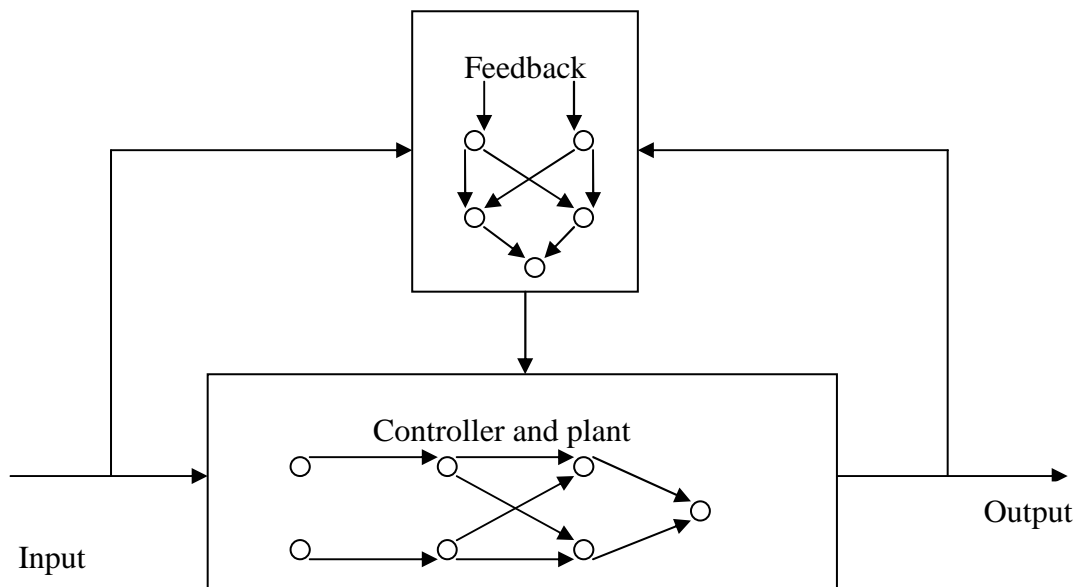 Feedback
Controller and plant
Output
Input